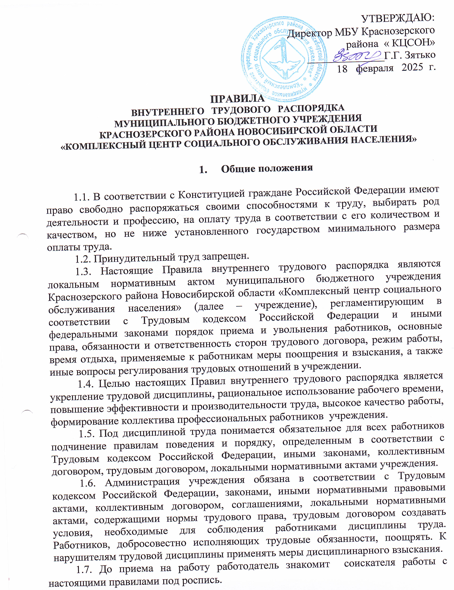 УТВЕРЖДАЮ:
Директор МБУ Краснозерского
района « КЦСОН»
Г.Г. Зятько
18 февраля 2025 г.
ПРАВИЛА
ВНУТРЕННЕГО ТРУДОВОГО РАСПОРЯДКА
МУНИЦИПАЛЬНОГО БЮДЖЕТНОГО УЧРЕЖДЕНИЯ
КРАСНОЗЕРСКОГО РАЙОНА НОВОСИБИРСКОЙ ОБЛАСТИ
«КОМПЛЕКСНЫЙ ЦЕНТР СОЦИАЛЬНОГО ОБСЛУЖИВАНИЯ НАСЕЛЕНИЯ»
1. Общие положения
1.1. В соответствии с Конституцией граждане Российской Федерации имеют
право свободно распоряжаться своими способностями к труду, выбирать род
деятельности и профессию, на оплату труда в соответствии с его количеством и
качеством, но не ниже установленного государством минимального размера
оплаты труда.
1.2. Принудительный труд запрещен.
1.3. Настоящие Правила внутреннего трудового распорядка являются
локальным нормативным актом муниципального бюджетного учреждения
Краснозерского района Новосибирской области «Комплексный центр социального
обслуживания населения» (далее – учреждение), регламентирующим в
соответствии с Трудовым кодексом Российской Федерации и иными
федеральными законами порядок приема и увольнения работников, основные
права, обязанности и ответственность сторон трудового договора, режим работы,
время отдыха, применяемые к работникам меры поощрения и взыскания, а также
иные вопросы регулирования трудовых отношений в учреждении.
1.4. Целью настоящих Правил внутреннего трудового распорядка является
укрепление трудовой дисциплины, рациональное использование рабочего времени,
повышение эффективности и производительности труда, высокое качество работы,
формирование коллектива профессиональных работников учреждения.
1.5. Под дисциплиной труда понимается обязательное для всех работников
подчинение правилам поведения и порядку, определенным в соответствии с
Трудовым кодексом Российской Федерации, иными законами, коллективным
договором, трудовым договором, локальными нормативными актами учреждения.
1.6. Администрация учреждения обязана в соответствии с Трудовым
кодексом Российской Федерации, законами, иными нормативными правовыми
актами, коллективным договором, соглашениями, локальными нормативными
актами, содержащими нормы трудового права, трудовым договором создавать
условия, необходимые для соблюдения работниками дисциплины труда.
Работников, добросовестно исполняющих трудовые обязанности, поощрять. К
нарушителям трудовой дисциплины применять меры дисциплинарного взыскания.
1.7. До приема на работу работодатель знакомит соискателя работы с
настоящими правилами под роспись.